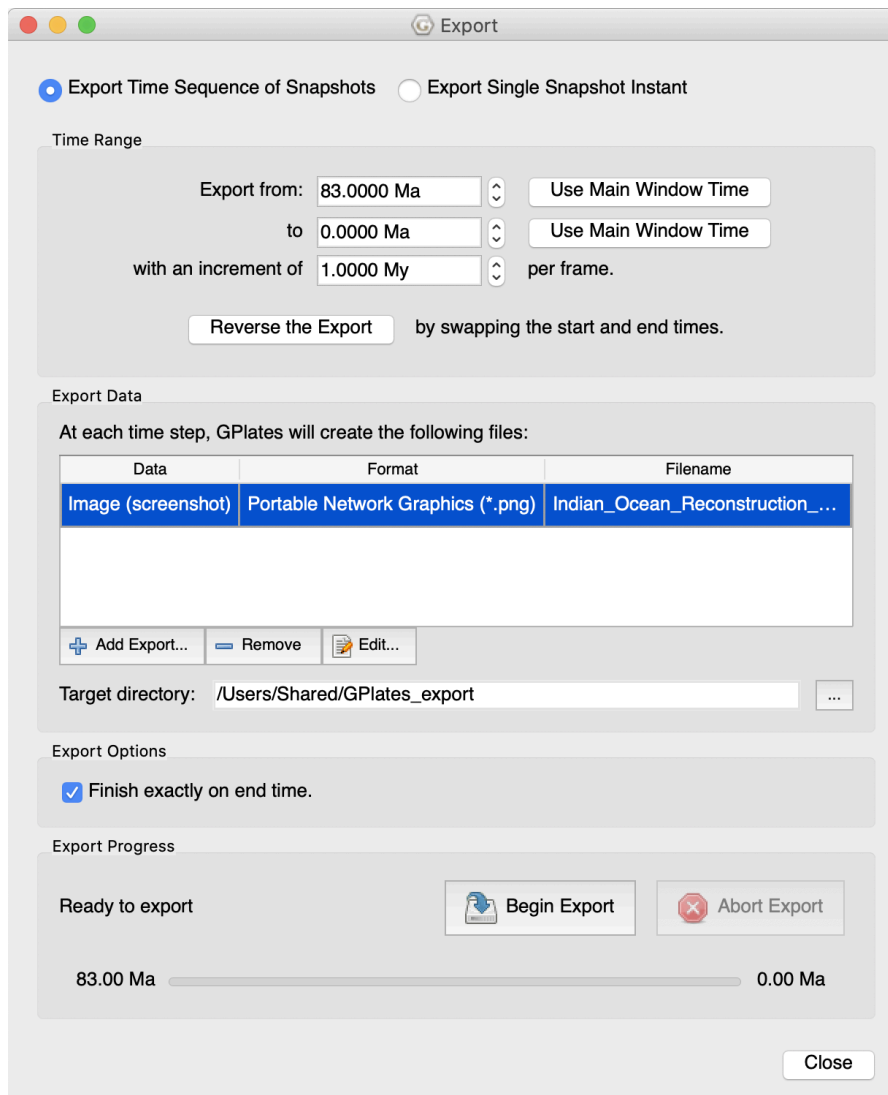 Export
Export Time Sequence of Snapshots Export Single Snapshot Instant
Time Range
Export from: 83.0000 Ma Use Main Window Time
to 0.0000 Ma Use Main Window Time
with an increment of 1.0000 My per frame.
Reverse the Export by swapping the start and end times.
Export Data
At each time step, GPlates will create the following files:
Data Format Filename
Image (screenshot) Portable Network Graphics (*.png) Indian_Ocean_Reconstruction_...
Add Export... Remove Edit...
Target directory: /Users/Shared/GPlates_export ...
Export Options
Finish exactly on end time.
Export Progress
Ready to export Begin Export Abort Export
83.00 Ma 0.00 Ma
Close